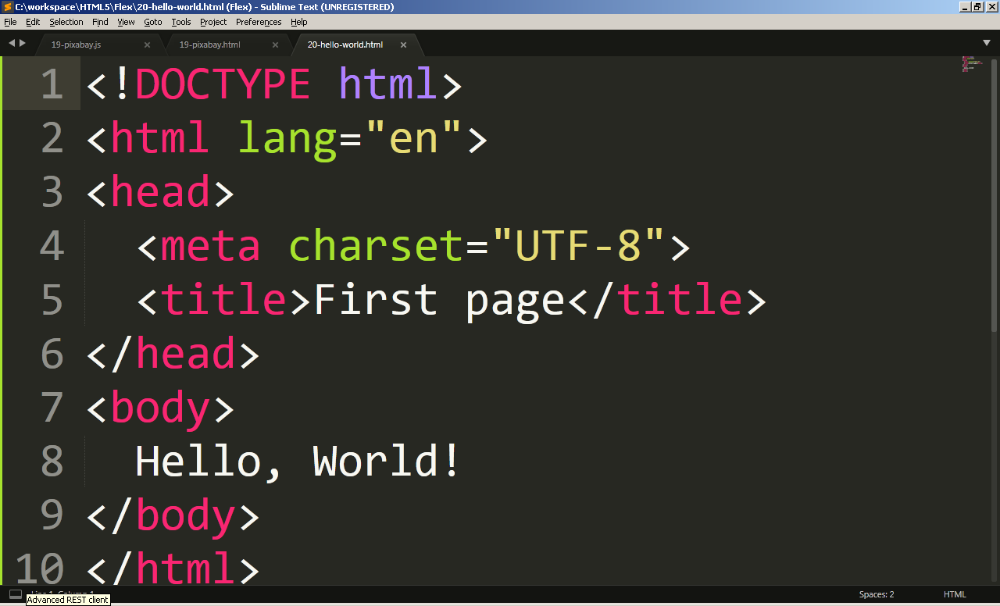 C:\workspace\HTML5\Flex\20-hello-world.html (Flex) - Sublime Text (UNREGISTERED)
File Edit Selection Find View Goto Tools Project Preferences Help
19-pixabay.js 19-pixabay.html 20-hello-world.html
1 <!DOCTYPE html>
2 <html lang="en">
3 <head>
4 <meta charset="UTF-8">
5 <title>First page</title>
6 </head>
7 <body>
8 Hello, World!
9 </body>
10 </html>
Spaces: 2 HTML
Advanced REST client